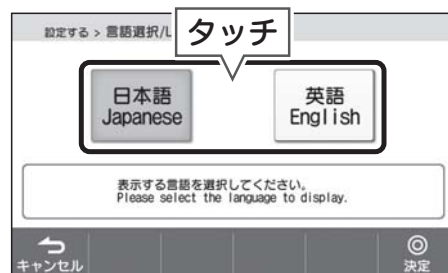 設定する > 言語選択/L
タッチ
日本語
Japanese
英語
English
表示する言語を選択してください。
Please select the language to display.
キャンセル
決定